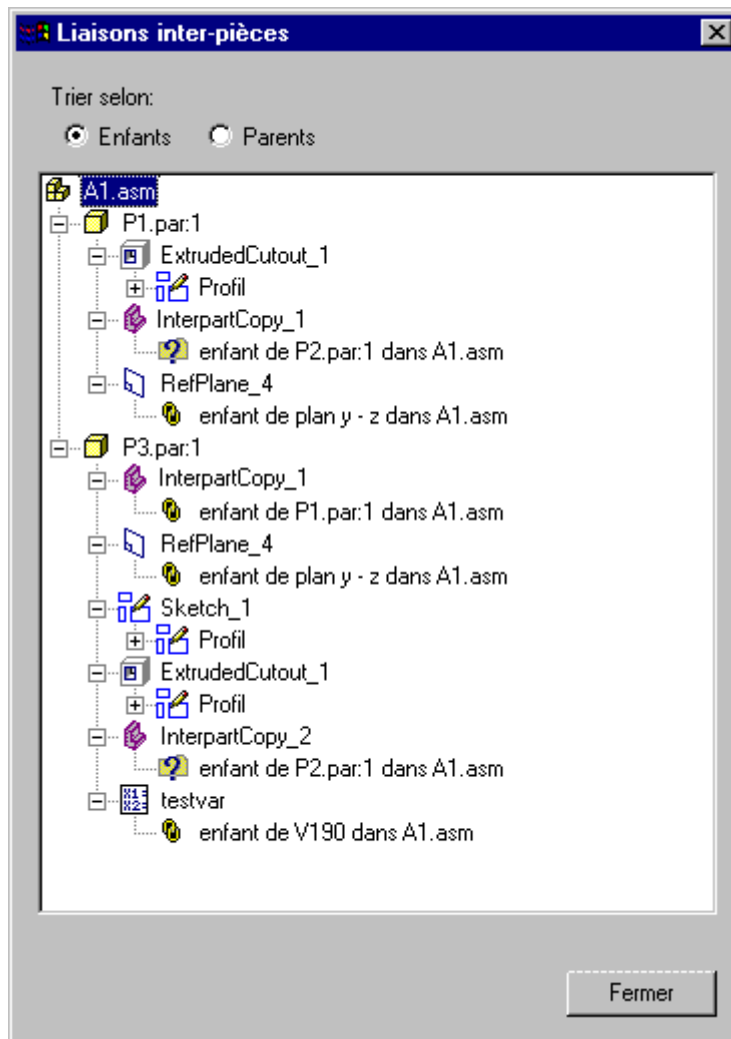 Liaisons inter-pièces
Trier selon:
Enfants Parents
A1.asm
P1.par:1
ExtrudedCutout_1
Profil
InterpartCopy_1
enfant de P2.par:1 dans A1.asm
RefPlane_4
enfant de plan y - z dans A1.asm
P3.par:1
InterpartCopy_1
enfant de P1.par:1 dans A1.asm
RefPlane_4
enfant de plan y - z dans A1.asm
Sketch_1
Profil
ExtrudedCutout_1
Profil
InterpartCopy_2
enfant de P2.par:1 dans A1.asm
testvar
enfant de V190 dans A1.asm
Fermer